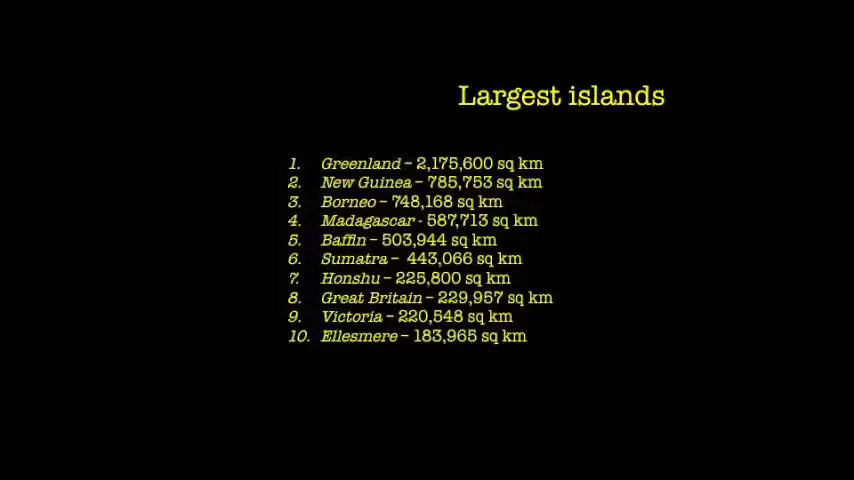 Largest islands
1. Greenland – 2,175,600 sq km
2. New Guinea – 785,753 sq km
3. Borneo – 748,168 sq km
4. Madagascar - 587,713 sq km
5. Baffin – 503,944 sq km
6. Sumatra – 443,066 sq km
7. Honshu – 225,800 sq km
8. Great Britain – 229,957 sq km
9. Victoria – 220,548 sq km
10. Ellesmere – 183,965 sq km